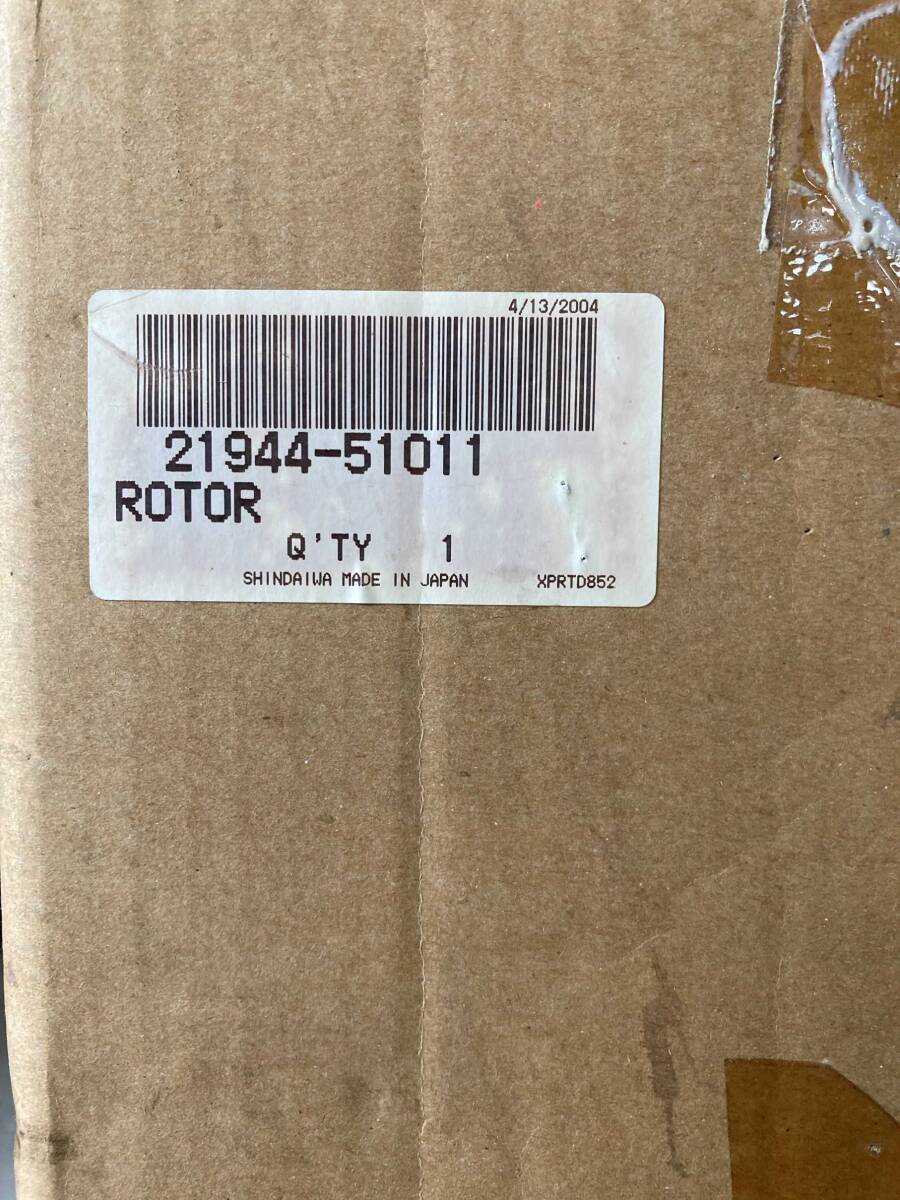 4/13/2004
21944-51011
ROTOR
Q'TY 1
SHINDAIWA MADE IN JAPAN XPRTD852